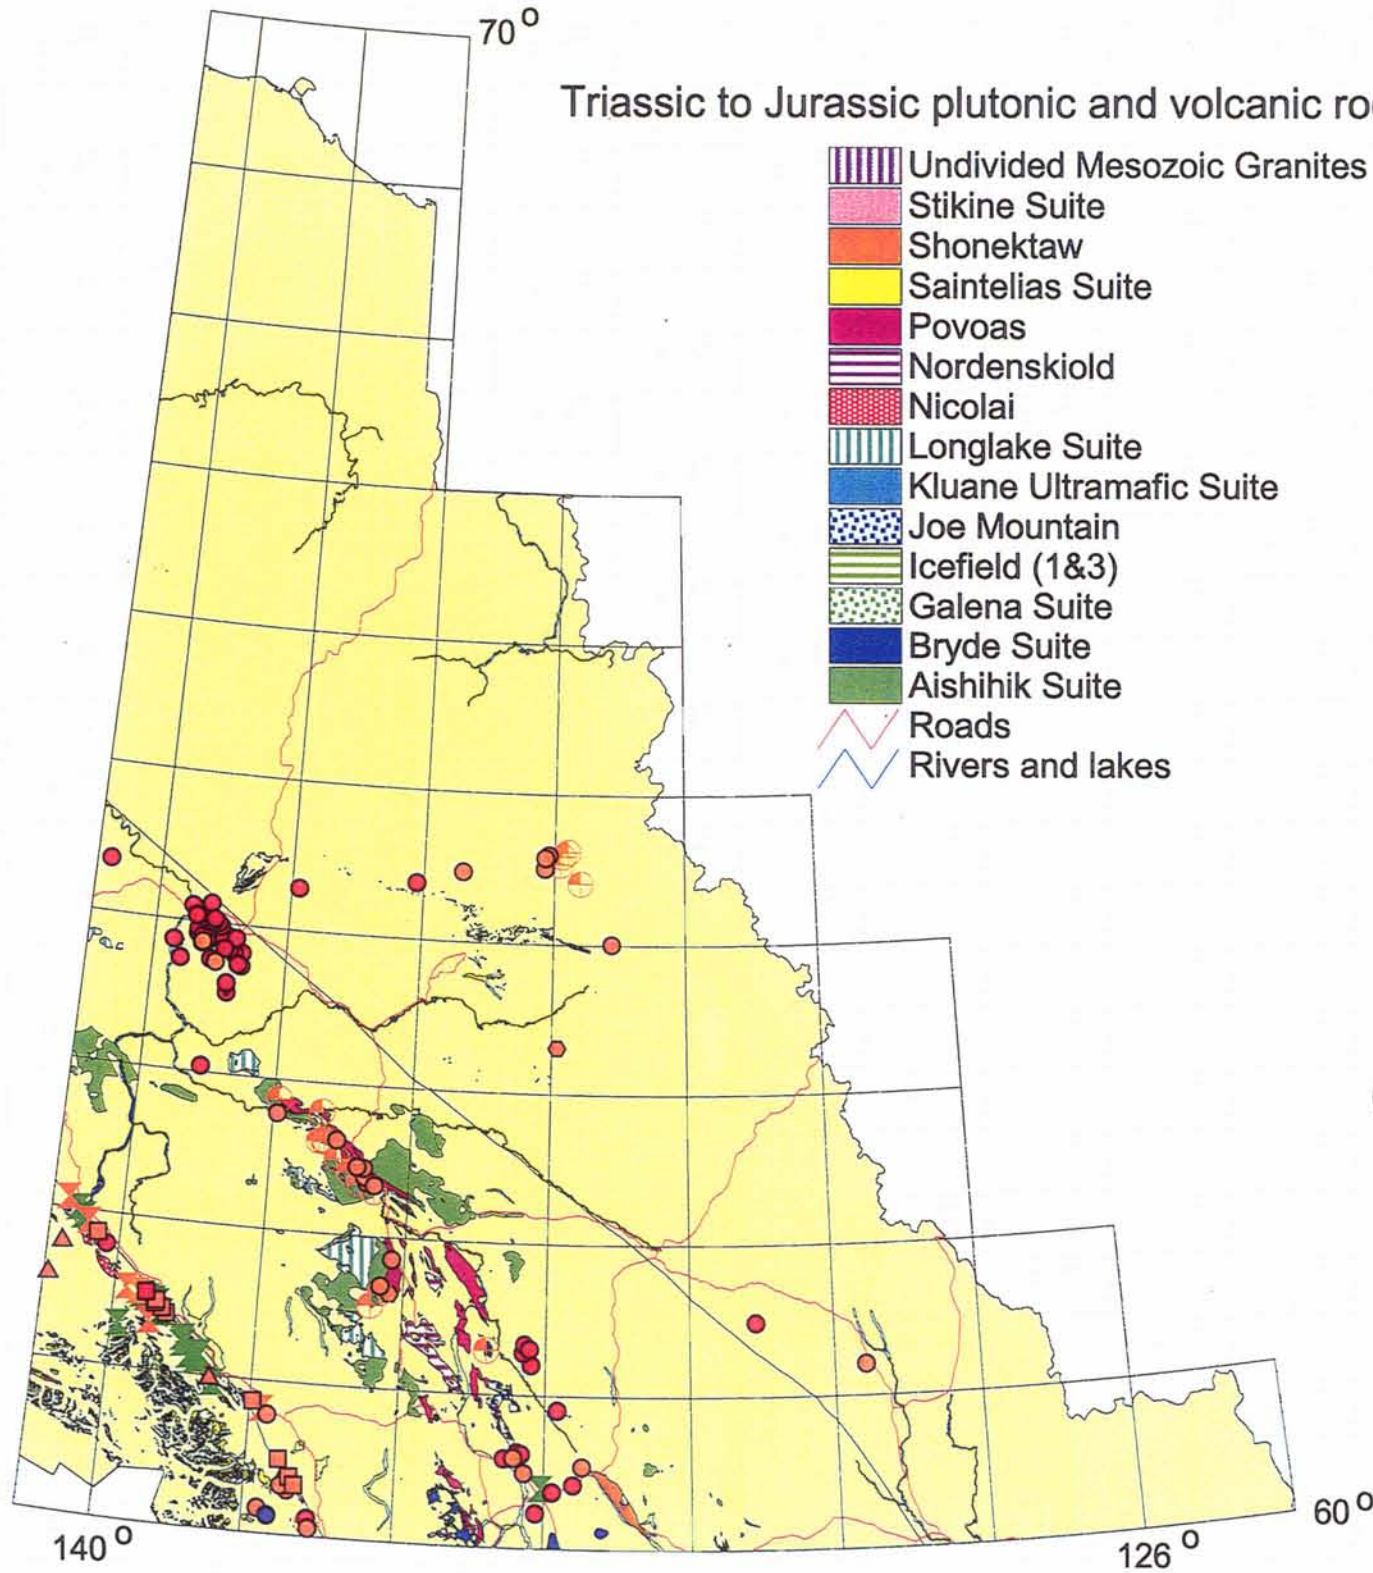 70°
Triassic to Jurassic plutonic and volcanic
Undivided Mesozoic Granites
Stikine Suite
Shonektaw
Saintelias Suite
Povoas
Nordenskiold
Nicolai
Longlake Suite
Kluane Ultramafic Suite
Joe Mountain
Icefield (1&3)
Galena Suite
Bryde Suite
Aishihik Suite
Roads
Rivers and lakes
60°
140°
126°